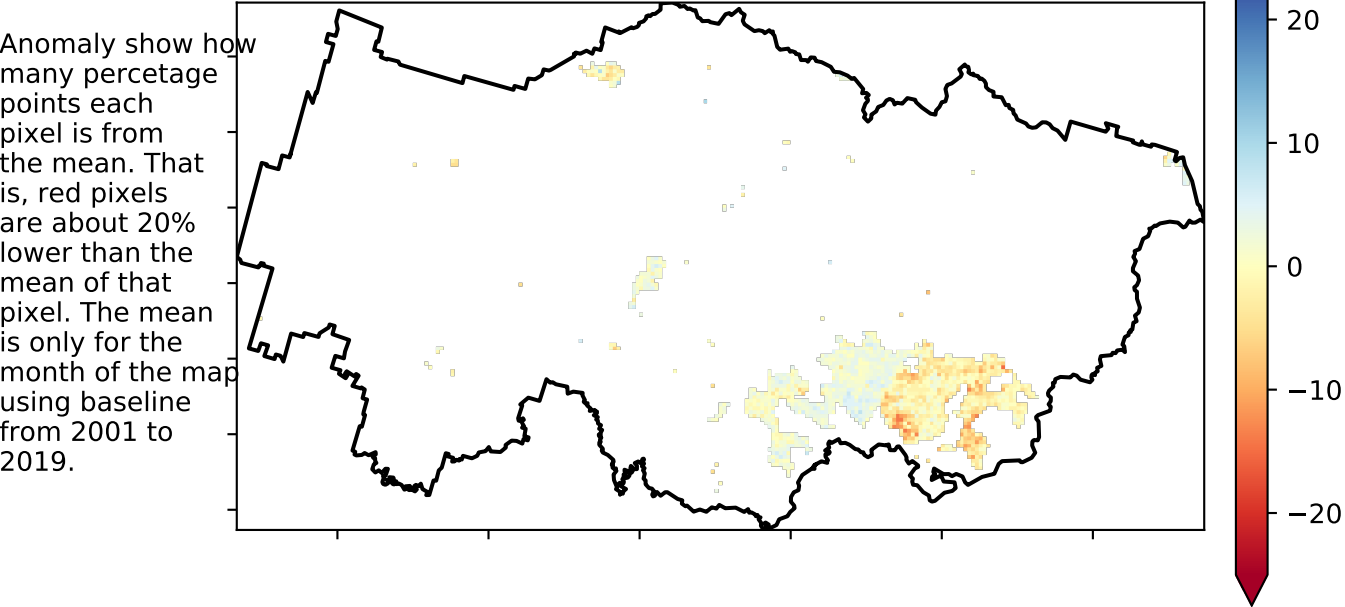 Anomaly show how
many percetage
points each
pixel is from
the mean. That
is, red pixels
are about 20%
lower than the
mean of that
pixel. The mean
is only for the
month of the map
using baseline
from 2001 to
2019.
20
10
0
−10
−20